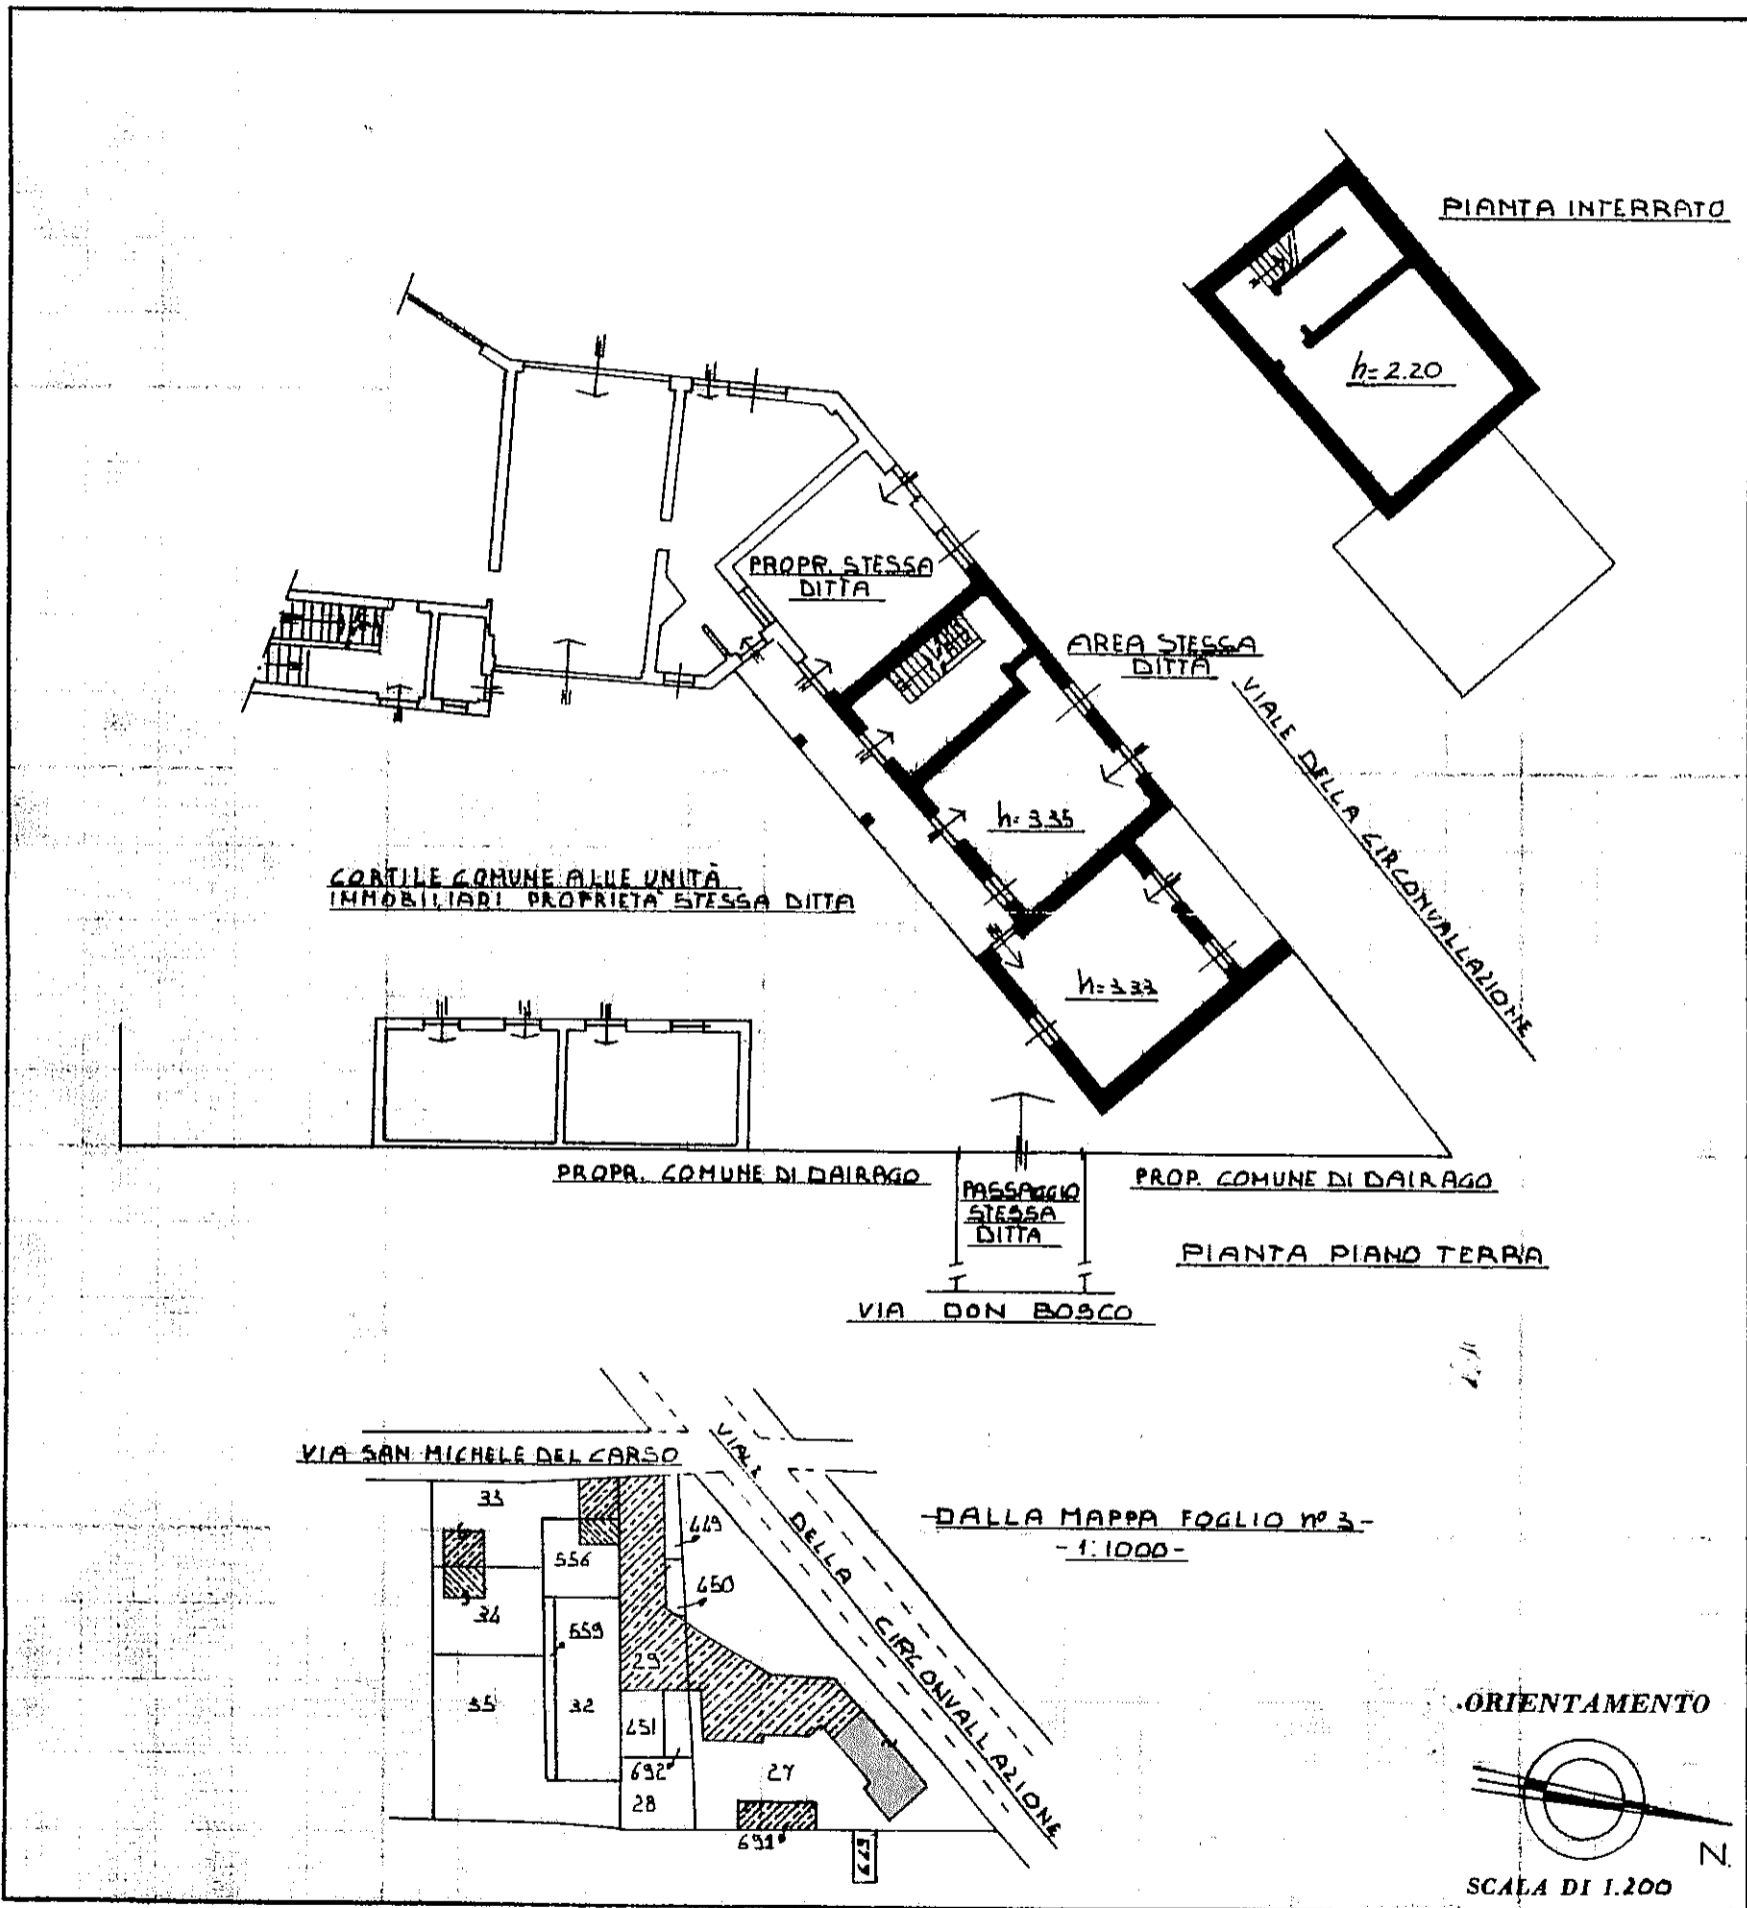 PIANTA INTERRATO
h=2.20
PROPR. STESSA
DITTA
AREA STESSA
DITTA
VIALE DELLA CIRCONVALLAZIONE
h=3.35
CORTILE COMUNE ALLE UNITÀ
IMMOBILIARI PROPRIETÀ STESSA DITTA
h=3.33
PROPR. COMUNE DI DAIRAGO
PASSAGGIO
STESSA
DITTA
PROP. COMUNE DI DAIRAGO
PIANTA PIANO TERRA
VIA DON BOSCO
VIA SAN MICHELE DEL CARSO
VIALE DELLA CIRCONVALLAZIONE
-DALLA MAPPA FOGLIO nº 3-
-1:1000-
33
449
556
450
34
559
29
35
32
451
692
27
28
691
ORIENTAMENTO
N
SCALA DI 1.200